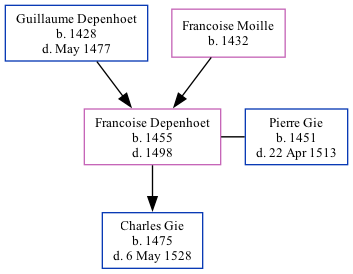 Guillaume Depenhoet
b. 1428
d. May 1477
Francoise Moille
b. 1432
Francoise Depenhoet
b. 1455
d. 1498
Pierre Gie
b. 1451
d. 22 Apr 1513
Charles Gie
b. 1475
d. 6 May 1528